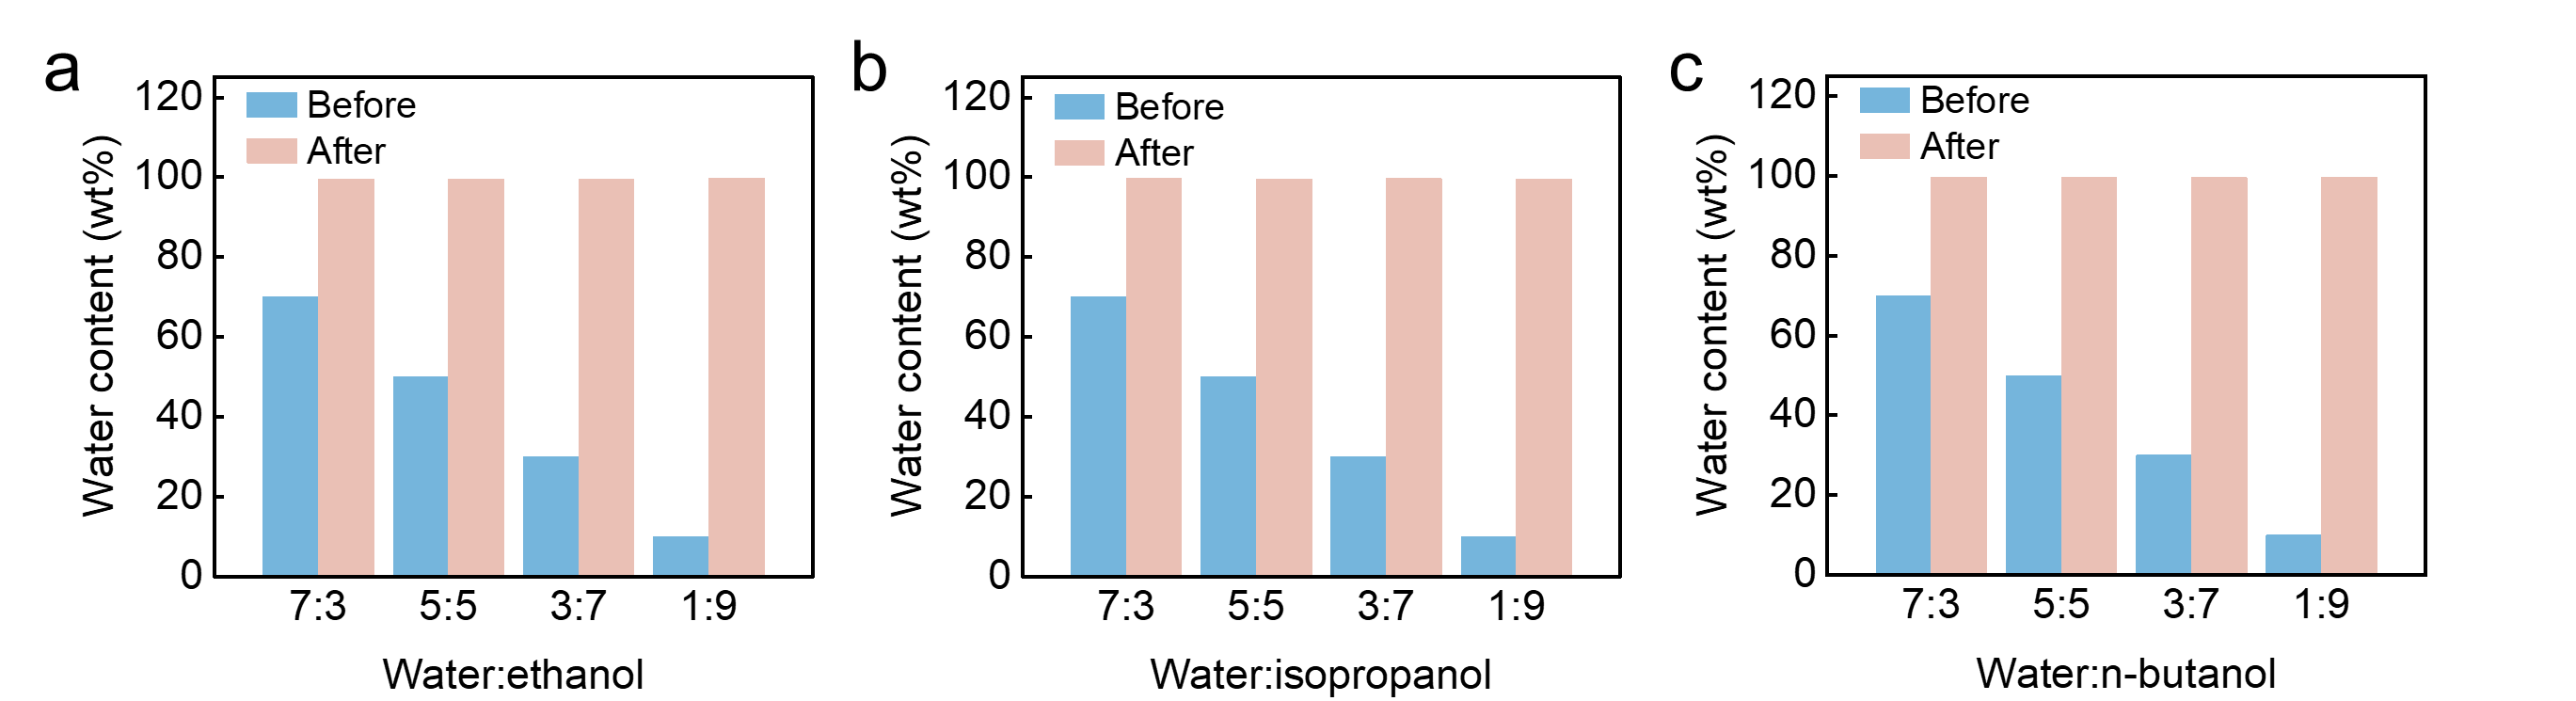 a
Before
After
Water content (wt%)
120
100
80
60
40
20
0
7:3 5:5 3:7 1:9
Water:ethanol
b
Before
After
Water content (wt%)
120
100
80
60
40
20
0
7:3 5:5 3:7 1:9
Water:isopropanol
c
Before
After
Water content (wt%)
120
100
80
60
40
20
0
7:3 5:5 3:7 1:9
Water:n-butanol